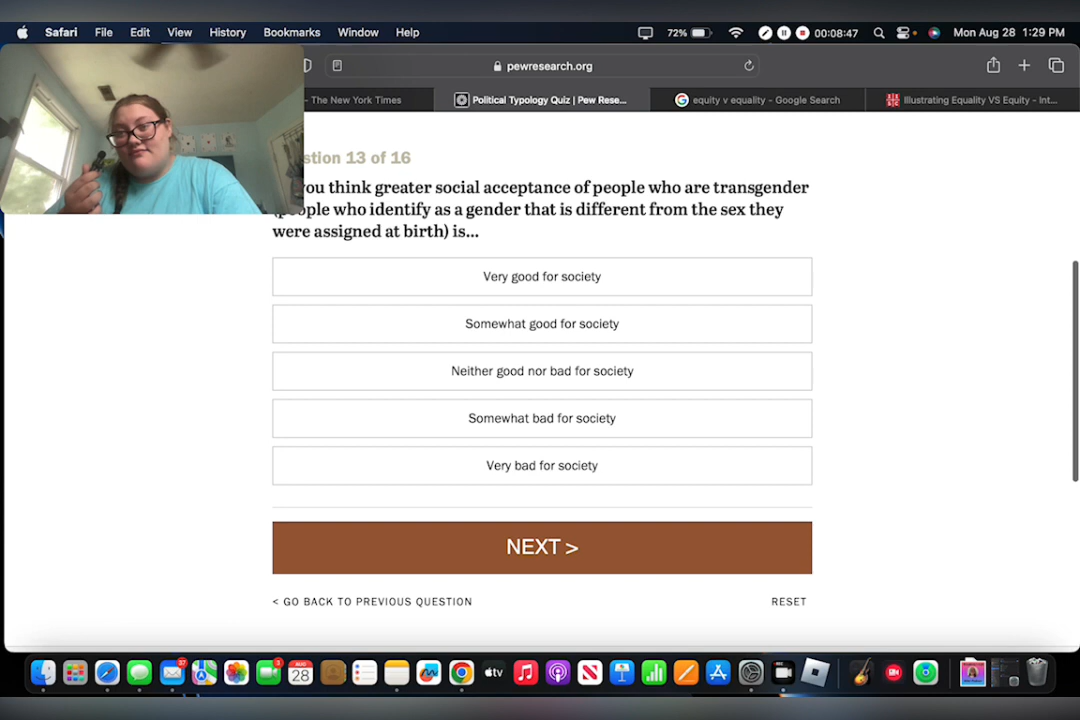 Safari File Edit View History Bookmarks Window Help 72% 00:08:47 Mon Aug 28 1:29 PM
pewresearch.org
- The New York Times Political Typology Quiz | Pew Rese... equity v equality - Google Search Illustrating Equality VS Equity - Int...
stion 13 of 16
you think greater social acceptance of people who are transgender
(people who identify as a gender that is different from the sex they
were assigned at birth) is...
Very good for society
Somewhat good for society
Neither good nor bad for society
Somewhat bad for society
Very bad for society
NEXT >
< GO BACK TO PREVIOUS QUESTION RESET
37 3 AUG
28 tv